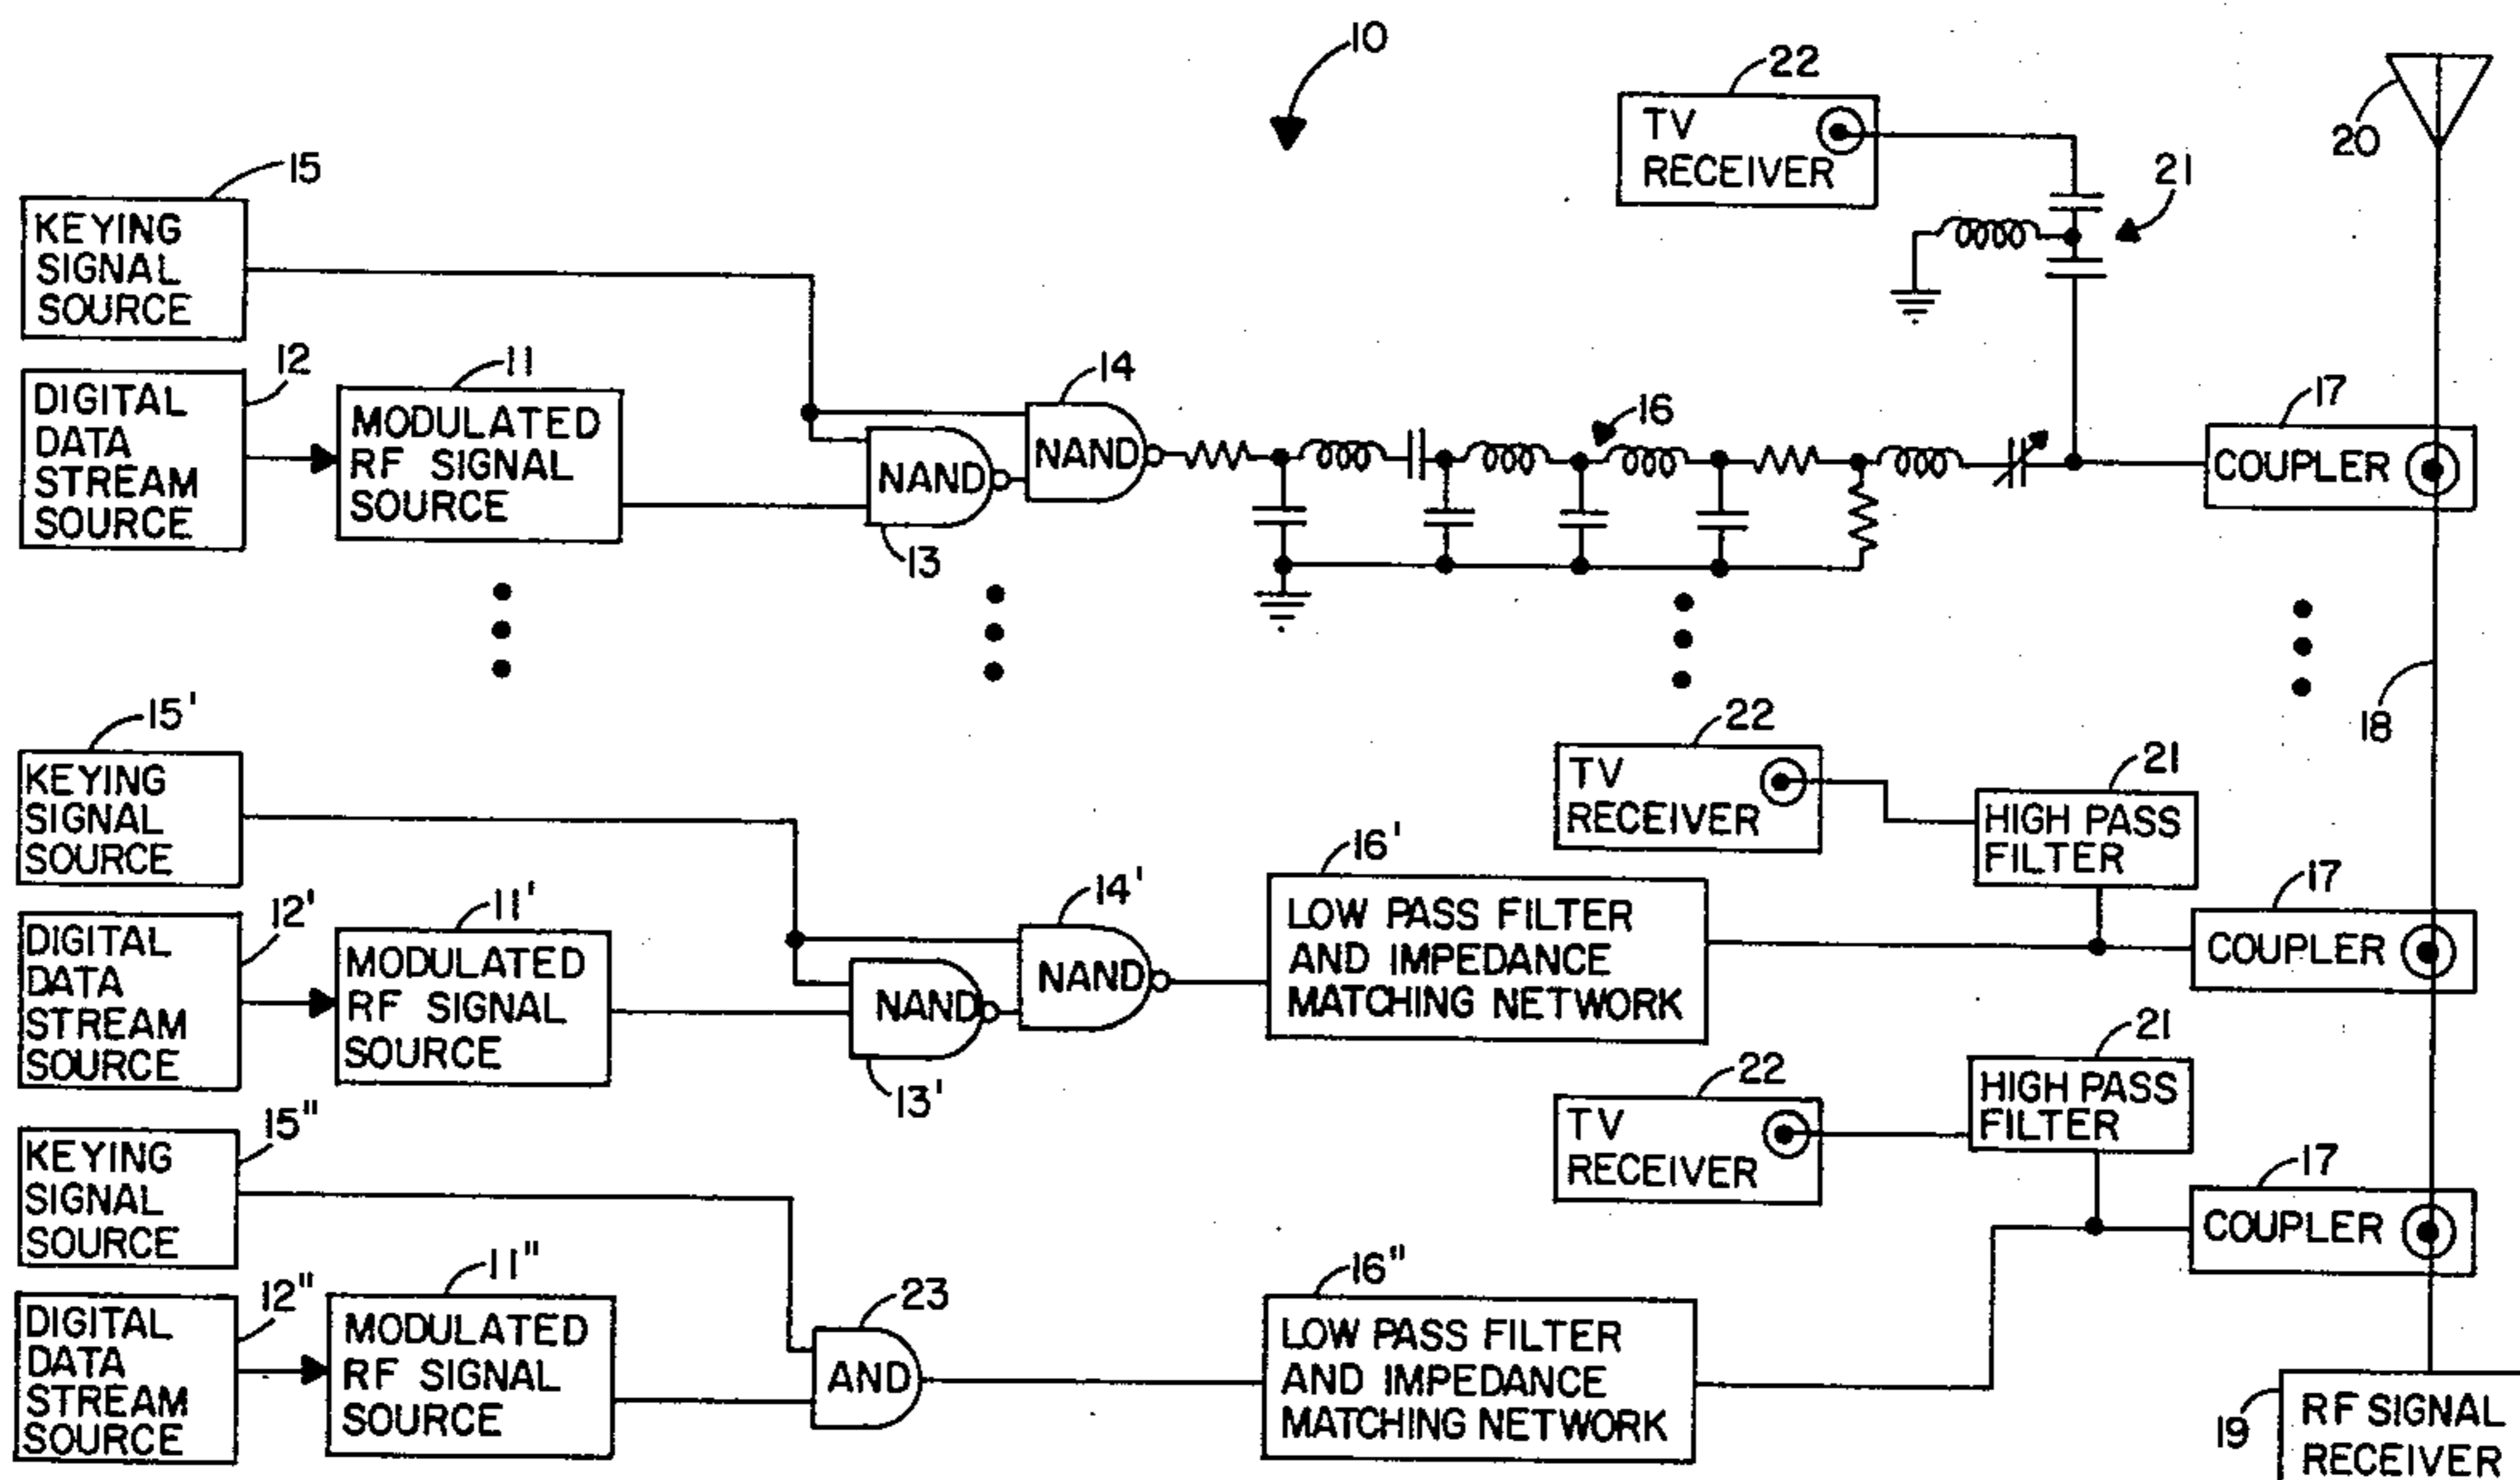 10
22
TV
RECEIVER
20
21
15
KEYING
SIGNAL
SOURCE
12
DIGITAL
DATA
STREAM
SOURCE
11
MODULATED
RF SIGNAL
SOURCE
14
NAND
NAND
13
16
17
COUPLER
18
15'
KEYING
SIGNAL
SOURCE
22
TV
RECEIVER
21
HIGH PASS
FILTER
12'
DIGITAL
DATA
STREAM
SOURCE
11'
MODULATED
RF SIGNAL
SOURCE
14'
NAND
NAND
13'
16'
LOW PASS FILTER
AND IMPEDANCE
MATCHING NETWORK
17
COUPLER
15"
KEYING
SIGNAL
SOURCE
22
TV
RECEIVER
21
HIGH PASS
FILTER
17
COUPLER
12"
DIGITAL
DATA
STREAM
SOURCE
11"
MODULATED
RF SIGNAL
SOURCE
23
AND
16"
LOW PASS FILTER
AND IMPEDANCE
MATCHING NETWORK
19
RF SIGNAL
RECEIVER